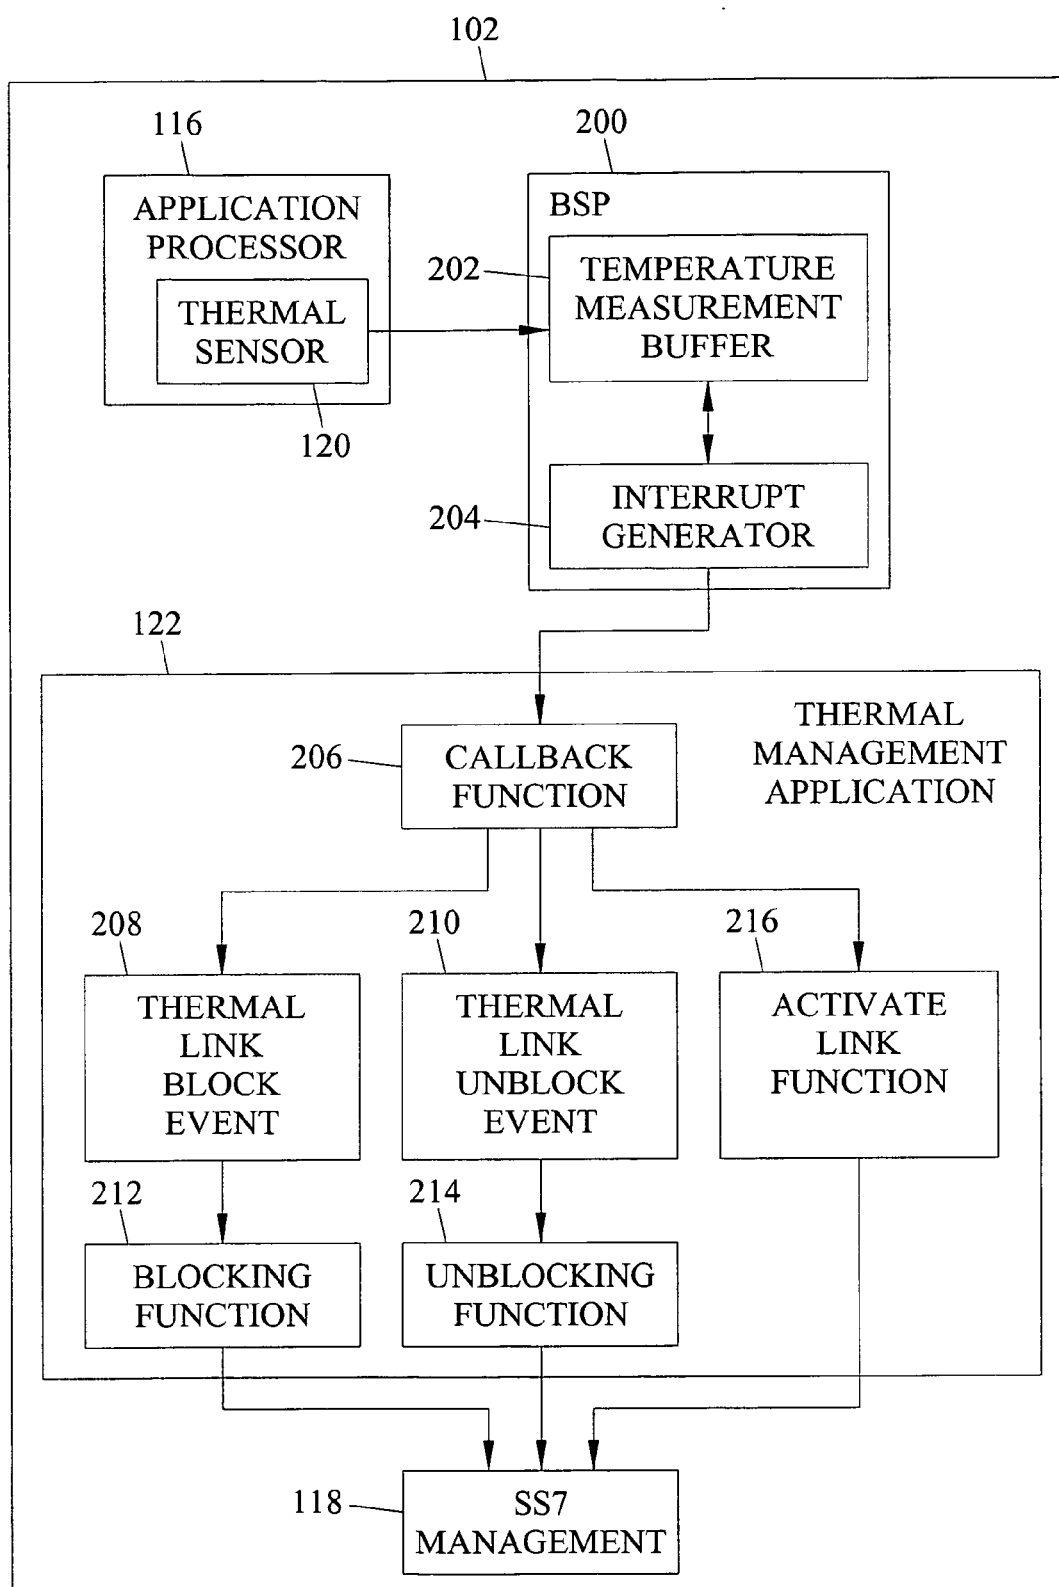 102
116
200
APPLICATION
PROCESSOR
THERMAL
SENSOR
120
BSP
202
TEMPERATURE
MEASUREMENT
BUFFER
204
INTERRUPT
GENERATOR
122
THERMAL
MANAGEMENT
APPLICATION
206
CALLBACK
FUNCTION
208
210
216
THERMAL
LINK
BLOCK
EVENT
THERMAL
LINK
UNBLOCK
EVENT
ACTIVATE
LINK
FUNCTION
212
214
BLOCKING
FUNCTION
UNBLOCKING
FUNCTION
118
SS7
MANAGEMENT